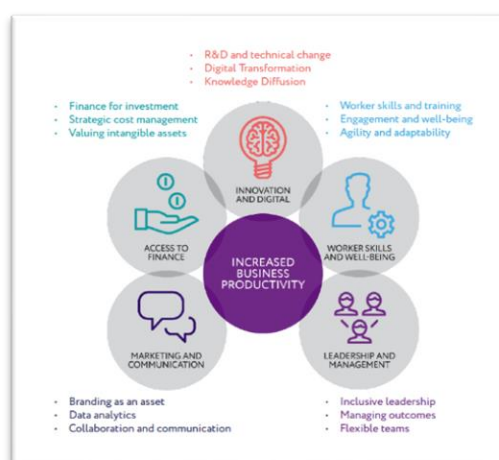 • R&D and technical change
• Digital Transformation
• Knowledge Diffusion
• Finance for investment
• Strategic cost management
• Valuing intangible assets
• Worker skills and training
• Engagement and well-being
• Agility and adaptability
INNOVATION
AND DIGITAL
ACCESS TO
FINANCE
WORKER SKILLS
AND WELL-BEING
INCREASED
BUSINESS
PRODUCTIVITY
MARKETING AND
COMMUNICATION
LEADERSHIP AND
MANAGEMENT
• Branding as an asset
• Data analytics
• Collaboration and communication
• Inclusive leadership
• Managing outcomes
• Flexible teams